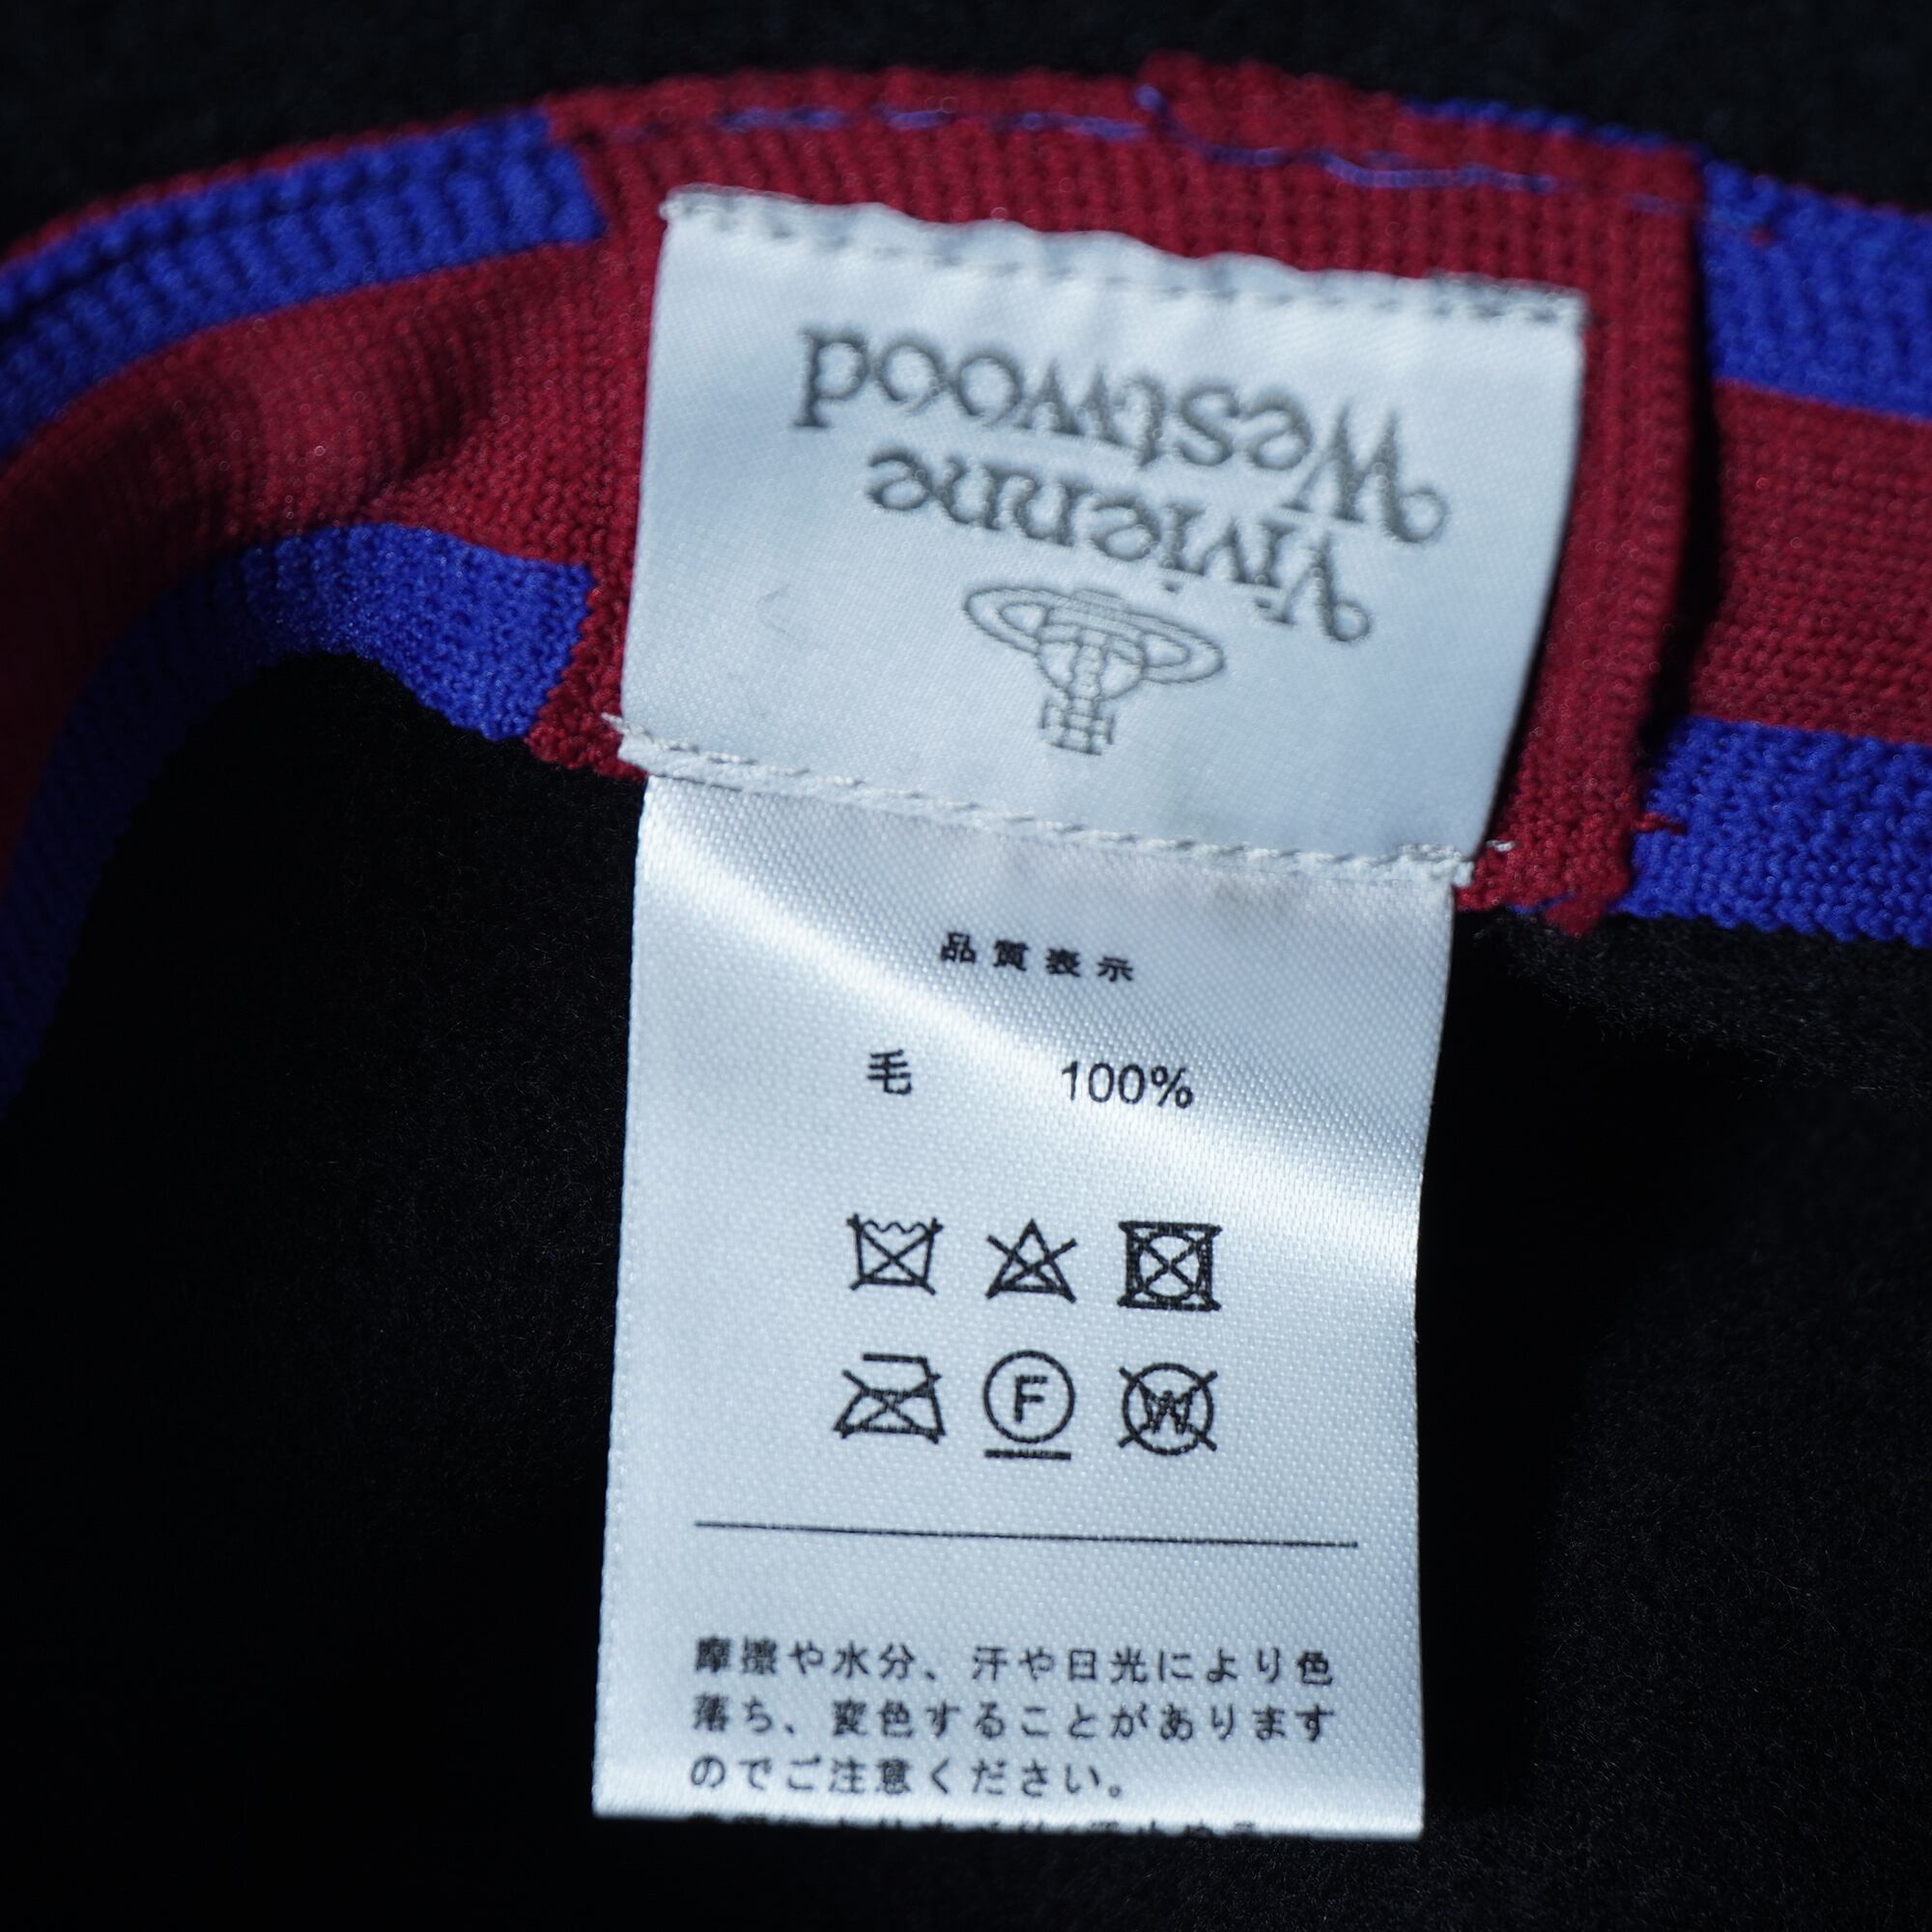 Vivienne
Westwood
品質表示
毛 100%
F
W
摩擦や水分、汗や日光により色
落ち、変色することがあります
のでご注意ください。